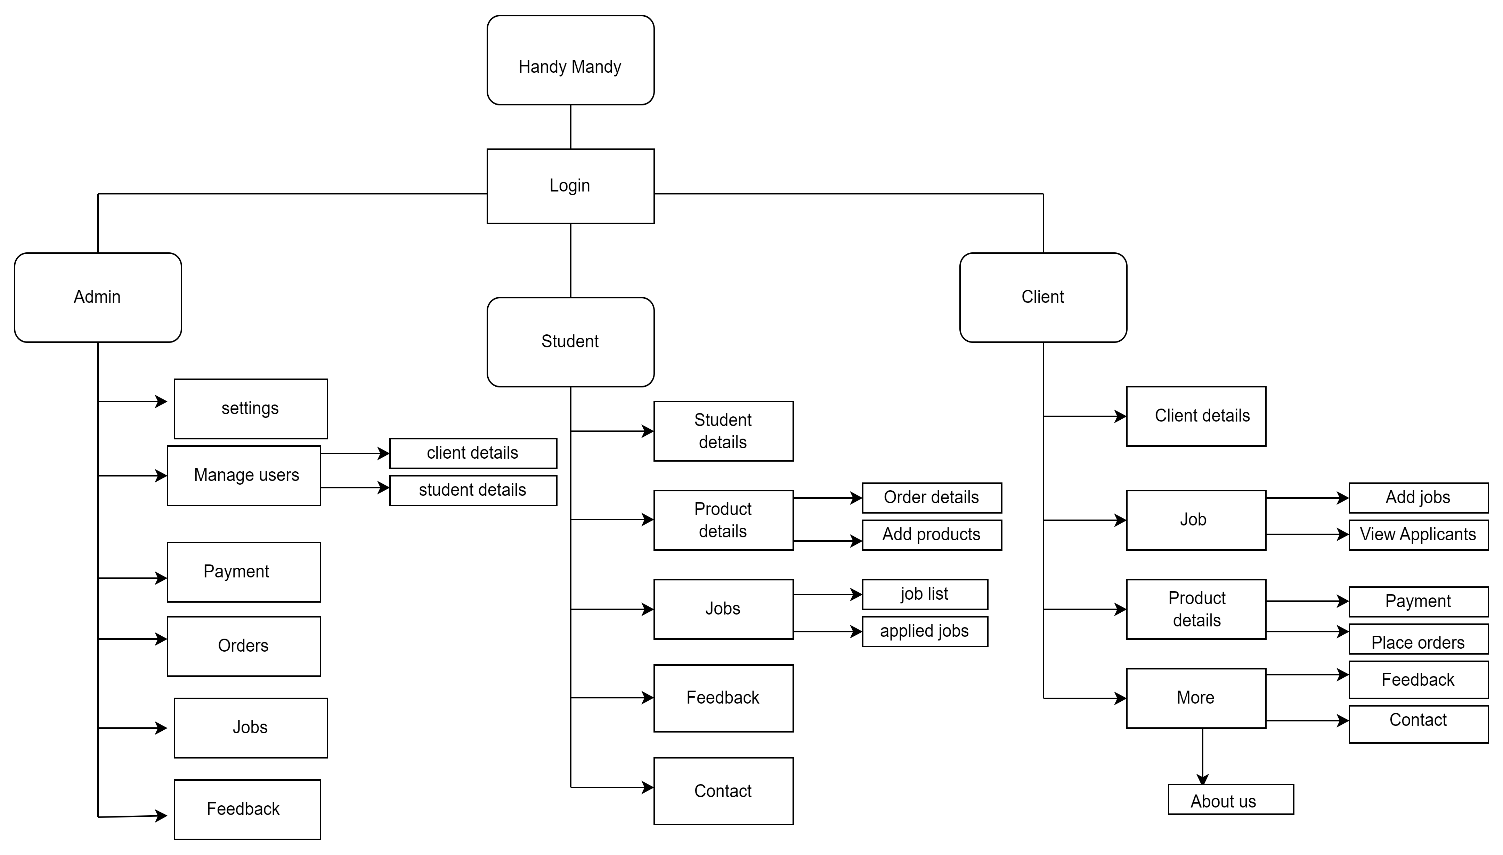 Handy Mandy
Login
Admin
settings
Manage users
client details
student details
Payment
Orders
Jobs
Feedback
Student
Student
details
Product
details
Order details
Add products
Jobs
job list
applied jobs
Feedback
Contact
Client
Client details
Job
Add jobs
View Applicants
Product
details
Payment
Place orders
More
Feedback
Contact
About us